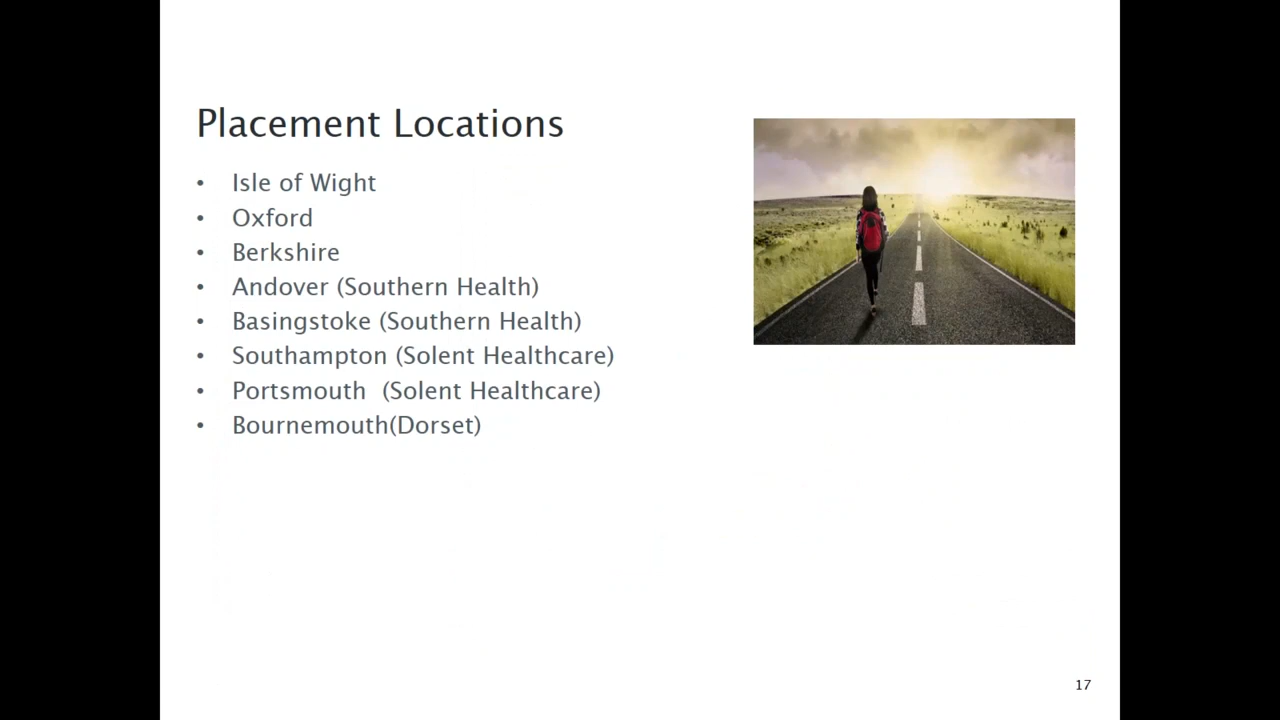 Placement Locations
• Isle of Wight
• Oxford
• Berkshire
• Andover (Southern Health)
• Basingstoke (Southern Health)
• Southampton (Solent Healthcare)
• Portsmouth  (Solent Healthcare)
• Bournemouth(Dorset)
17